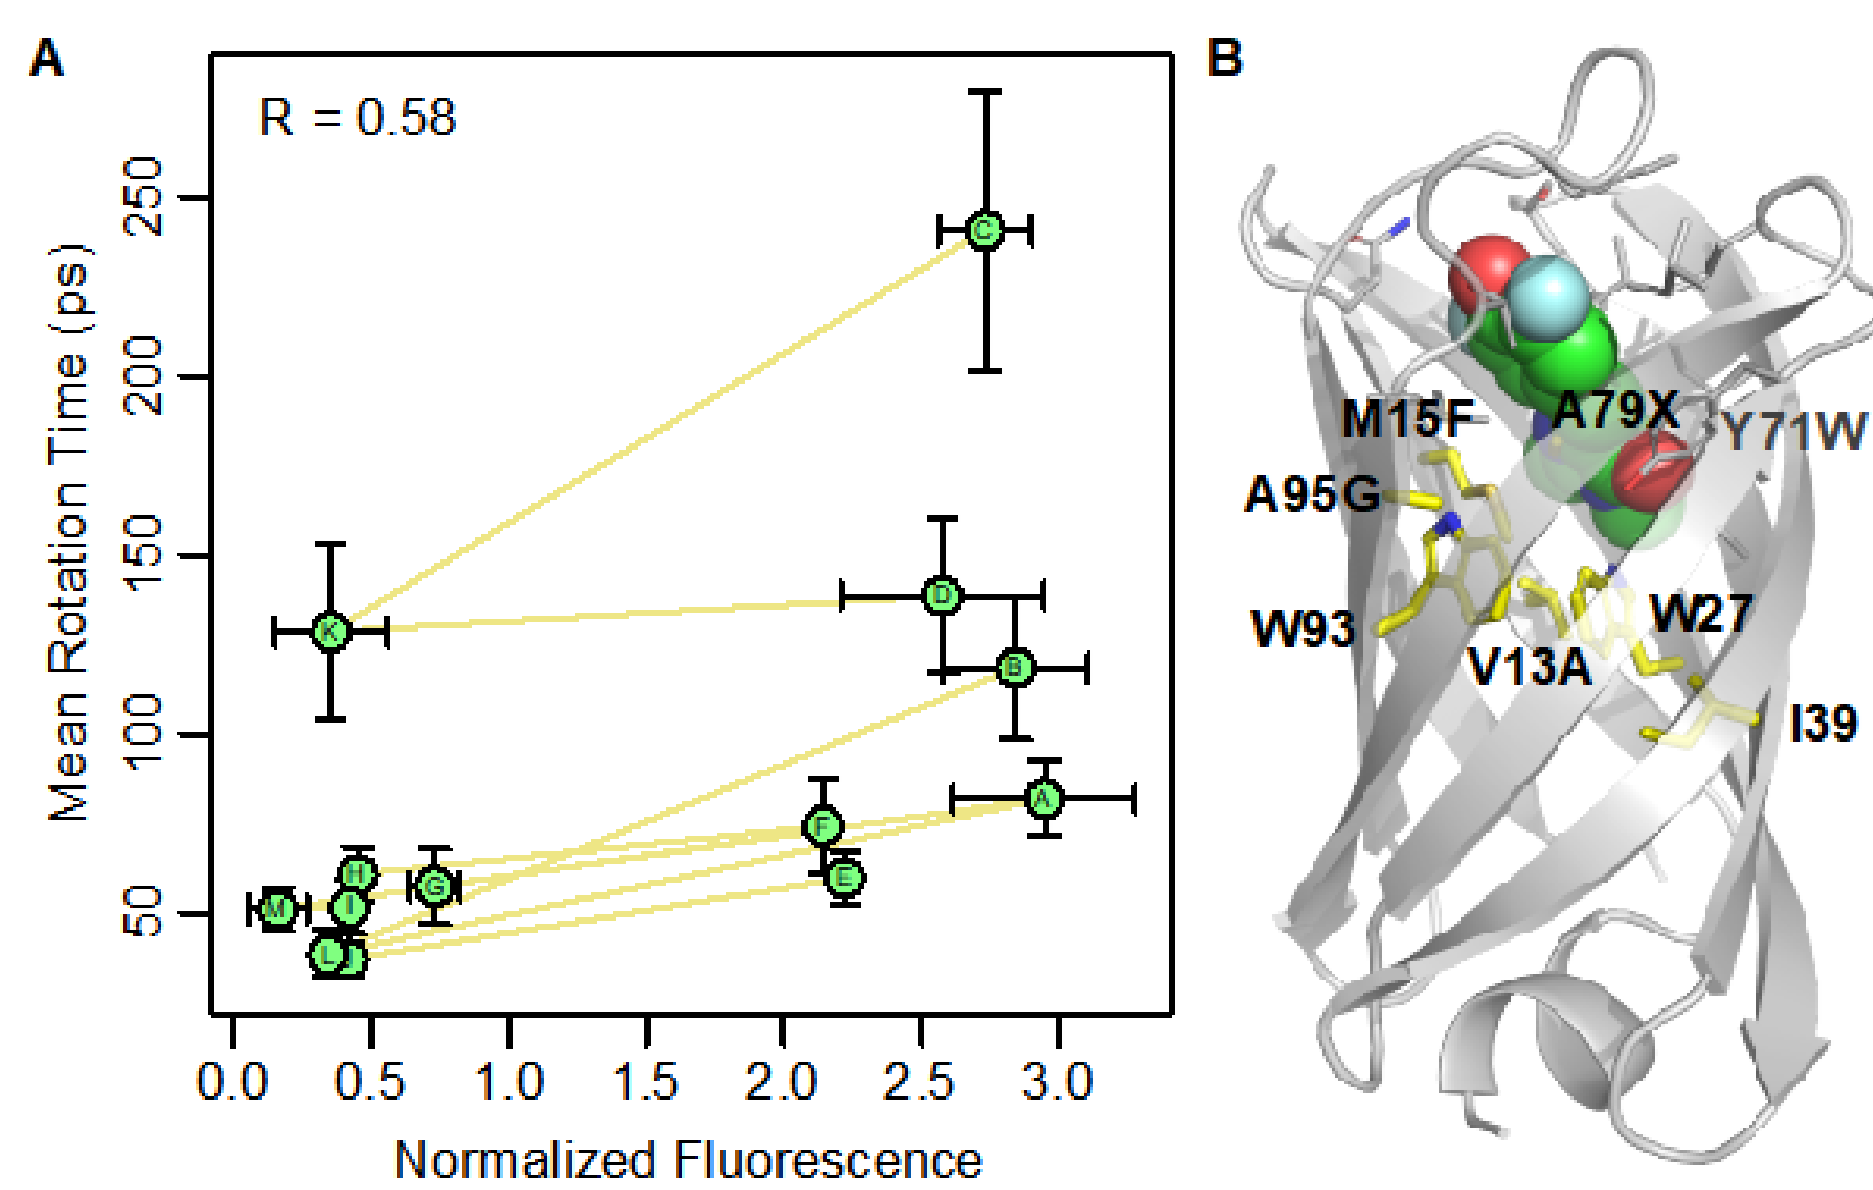 A
B
R = 0.58
Mean Rotation Time (ps)
250
200
150
100
50
C
K
D
B
A
F
E
H
G
M
I
L
J
0.0 0.5 1.0 1.5 2.0 2.5 3.0
Normalized Fluorescence
M15F
A79X
Y71W
A95G
W93
V13A
W27
I39